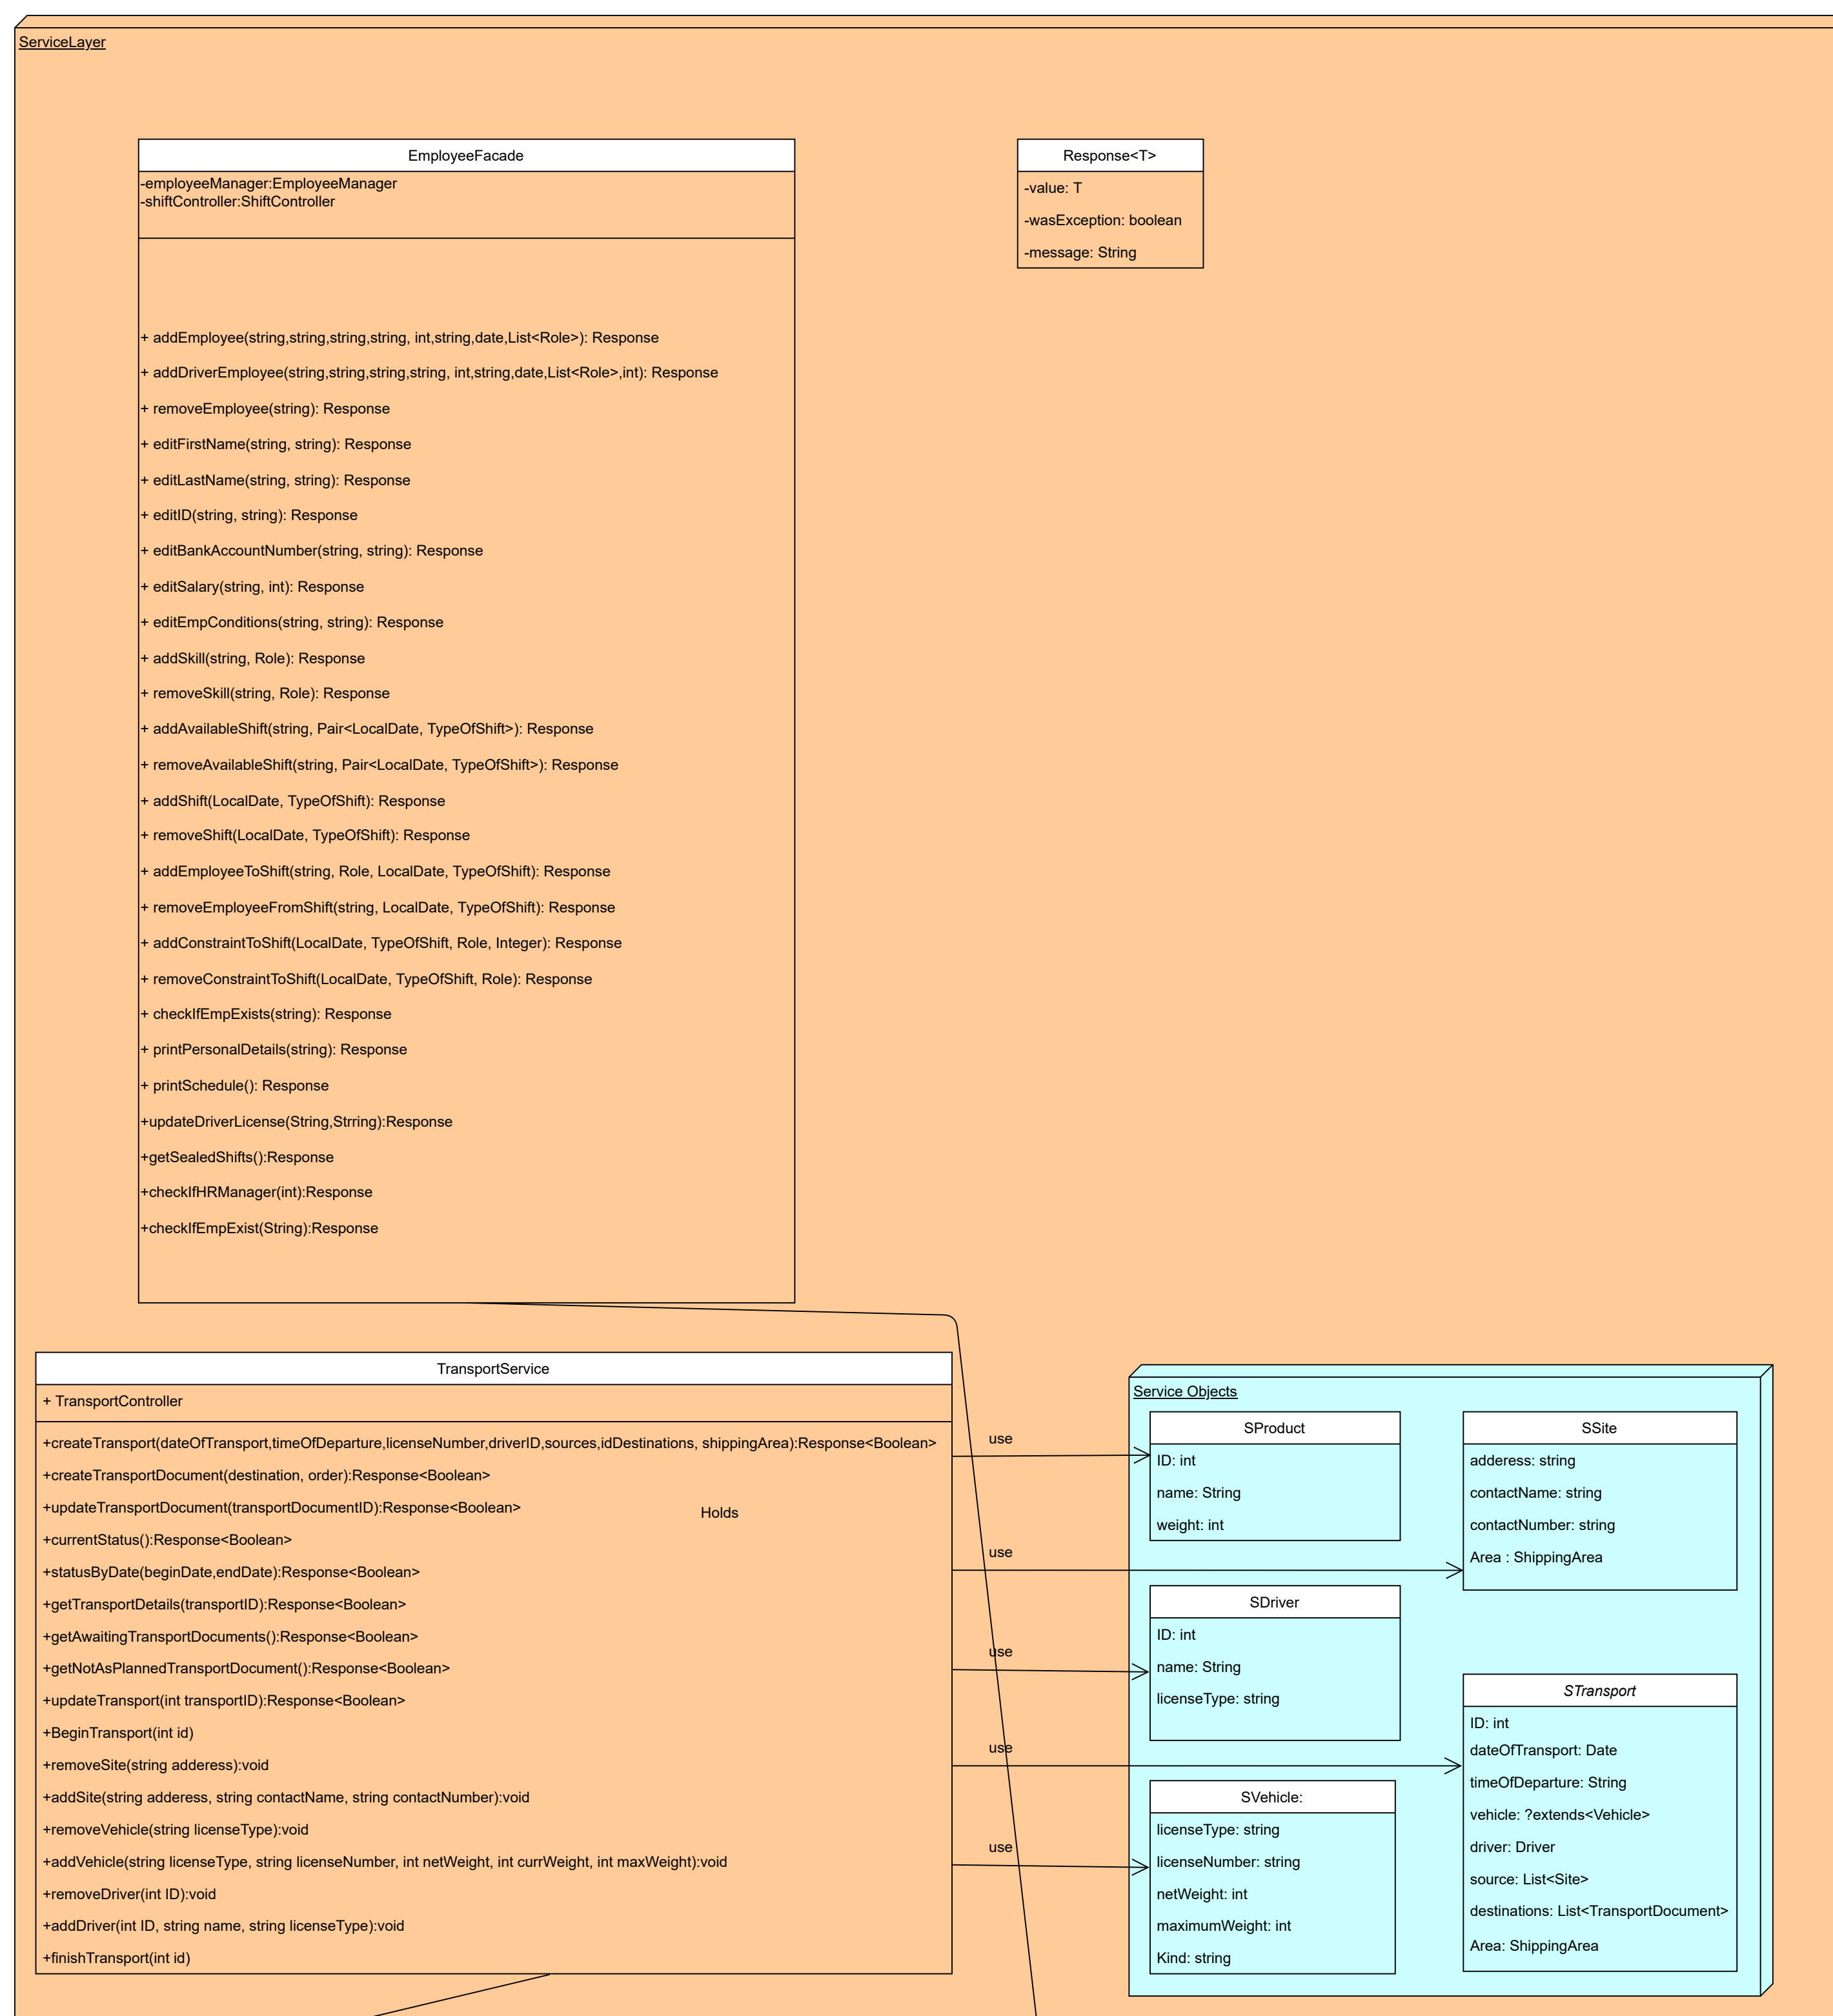 ServiceLayer
EmployeeFacade
-employeeManager:EmployeeManager
-shiftController:ShiftController
+ addEmployee(string,string,string,string, int,string,date,List<Role>): Response
+ addDriverEmployee(string,string,string,string, int,string,date,List<Role>,int): Response
+ removeEmployee(string): Response
+ editFirstName(string, string): Response
+ editLastName(string, string): Response
+ editID(string, string): Response
+ editBankAccountNumber(string, string): Response
+ editSalary(string, int): Response
+ editEmpConditions(string, string): Response
+ addSkill(string, Role): Response
+ removeSkill(string, Role): Response
+ addAvailableShift(string, Pair<LocalDate, TypeOfShift>): Response
+ removeAvailableShift(string, Pair<LocalDate, TypeOfShift>): Response
+ addShift(LocalDate, TypeOfShift): Response
+ removeShift(LocalDate, TypeOfShift): Response
+ addEmployeeToShift(string, Role, LocalDate, TypeOfShift): Response
+ removeEmployeeFromShift(string, LocalDate, TypeOfShift): Response
+ addConstraintToShift(LocalDate, TypeOfShift, Role, Integer): Response
+ removeConstraintToShift(LocalDate, TypeOfShift, Role): Response
+ checkIfEmpExists(string): Response
+ printPersonalDetails(string): Response
+ printSchedule(): Response
+updateDriverLicense(String,Strring):Response
+getSealedShifts():Response
+checkIfHRManager(int):Response
+checkIfEmpExist(String):Response
Response<T>
-value: T
-wasException: boolean
-message: String
TransportService
+ TransportController
+createTransport(dateOfTransport,timeOfDeparture,licenseNumber,driverID,sources,idDestinations, shippingArea):Response<Boolean>
+createTransportDocument(destination, order):Response<Boolean>
+updateTransportDocument(transportDocumentID):Response<Boolean>
Holds
+currentStatus():Response<Boolean>
+statusByDate(beginDate,endDate):Response<Boolean>
+getTransportDetails(transportID):Response<Boolean>
+getAwaitingTransportDocuments():Response<Boolean>
+getNotAsPlannedTransportDocument():Response<Boolean>
+updateTransport(int transportID):Response<Boolean>
+BeginTransport(int id)
+removeSite(string adderess):void
+addSite(string adderess, string contactName, string contactNumber):void
+removeVehicle(string licenseType):void
+addVehicle(string licenseType, string licenseNumber, int netWeight, int currWeight, int maxWeight):void
+removeDriver(int ID):void
+addDriver(int ID, string name, string licenseType):void
+finishTransport(int id)
use
use
use
use
use
Service Objects
SProduct
ID: int
name: String
weight: int
SSite
adderess: string
contactName: string
contactNumber: string
Area : ShippingArea
SDriver
ID: int
name: String
licenseType: string
STransport
ID: int
dateOfTransport: Date
timeOfDeparture: String
vehicle: ?extends<Vehicle>
driver: Driver
source: List<Site>
destinations: List<TransportDocument>
Area: ShippingArea
SVehicle:
licenseType: string
licenseNumber: string
netWeight: int
maximumWeight: int
Kind: string